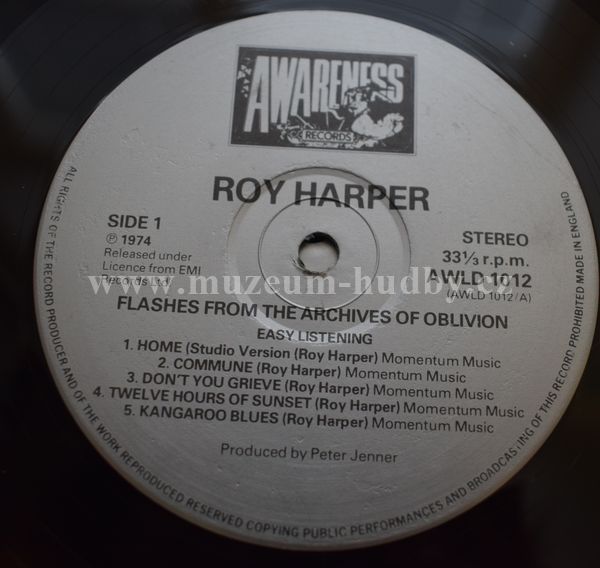 AWARENESS
RECORDS
ROY HARPER
SIDE 1
℗ 1974
Released under
Licence from EMI
Records Ltd
STEREO
33⅓ r.p.m.
AWLD 1012
(AWLD 1012/A)
www.muzeum-hudby.cz
FLASHES FROM THE ARCHIVES OF OBLIVION
EASY LISTENING
1. HOME (Studio Version (Roy Harper) Momentum Music
2. COMMUNE (Roy Harper) Momentum Music
3. DON'T YOU GRIEVE (Roy Harper) Momentum Music
4. TWELVE HOURS OF SUNSET (Roy Harper) Momentum Music
5. KANGAROO BLUES (Roy Harper) Momentum Music
Produced by Peter Jenner
ALL RIGHTS OF THE RECORD PRODUCER AND OF THE WORK REPRODUCED RESERVED COPYING PUBLIC PERFORMANCES AND BROADCASTING OF THIS RECORD PROHIBITED MADE IN ENGLAND